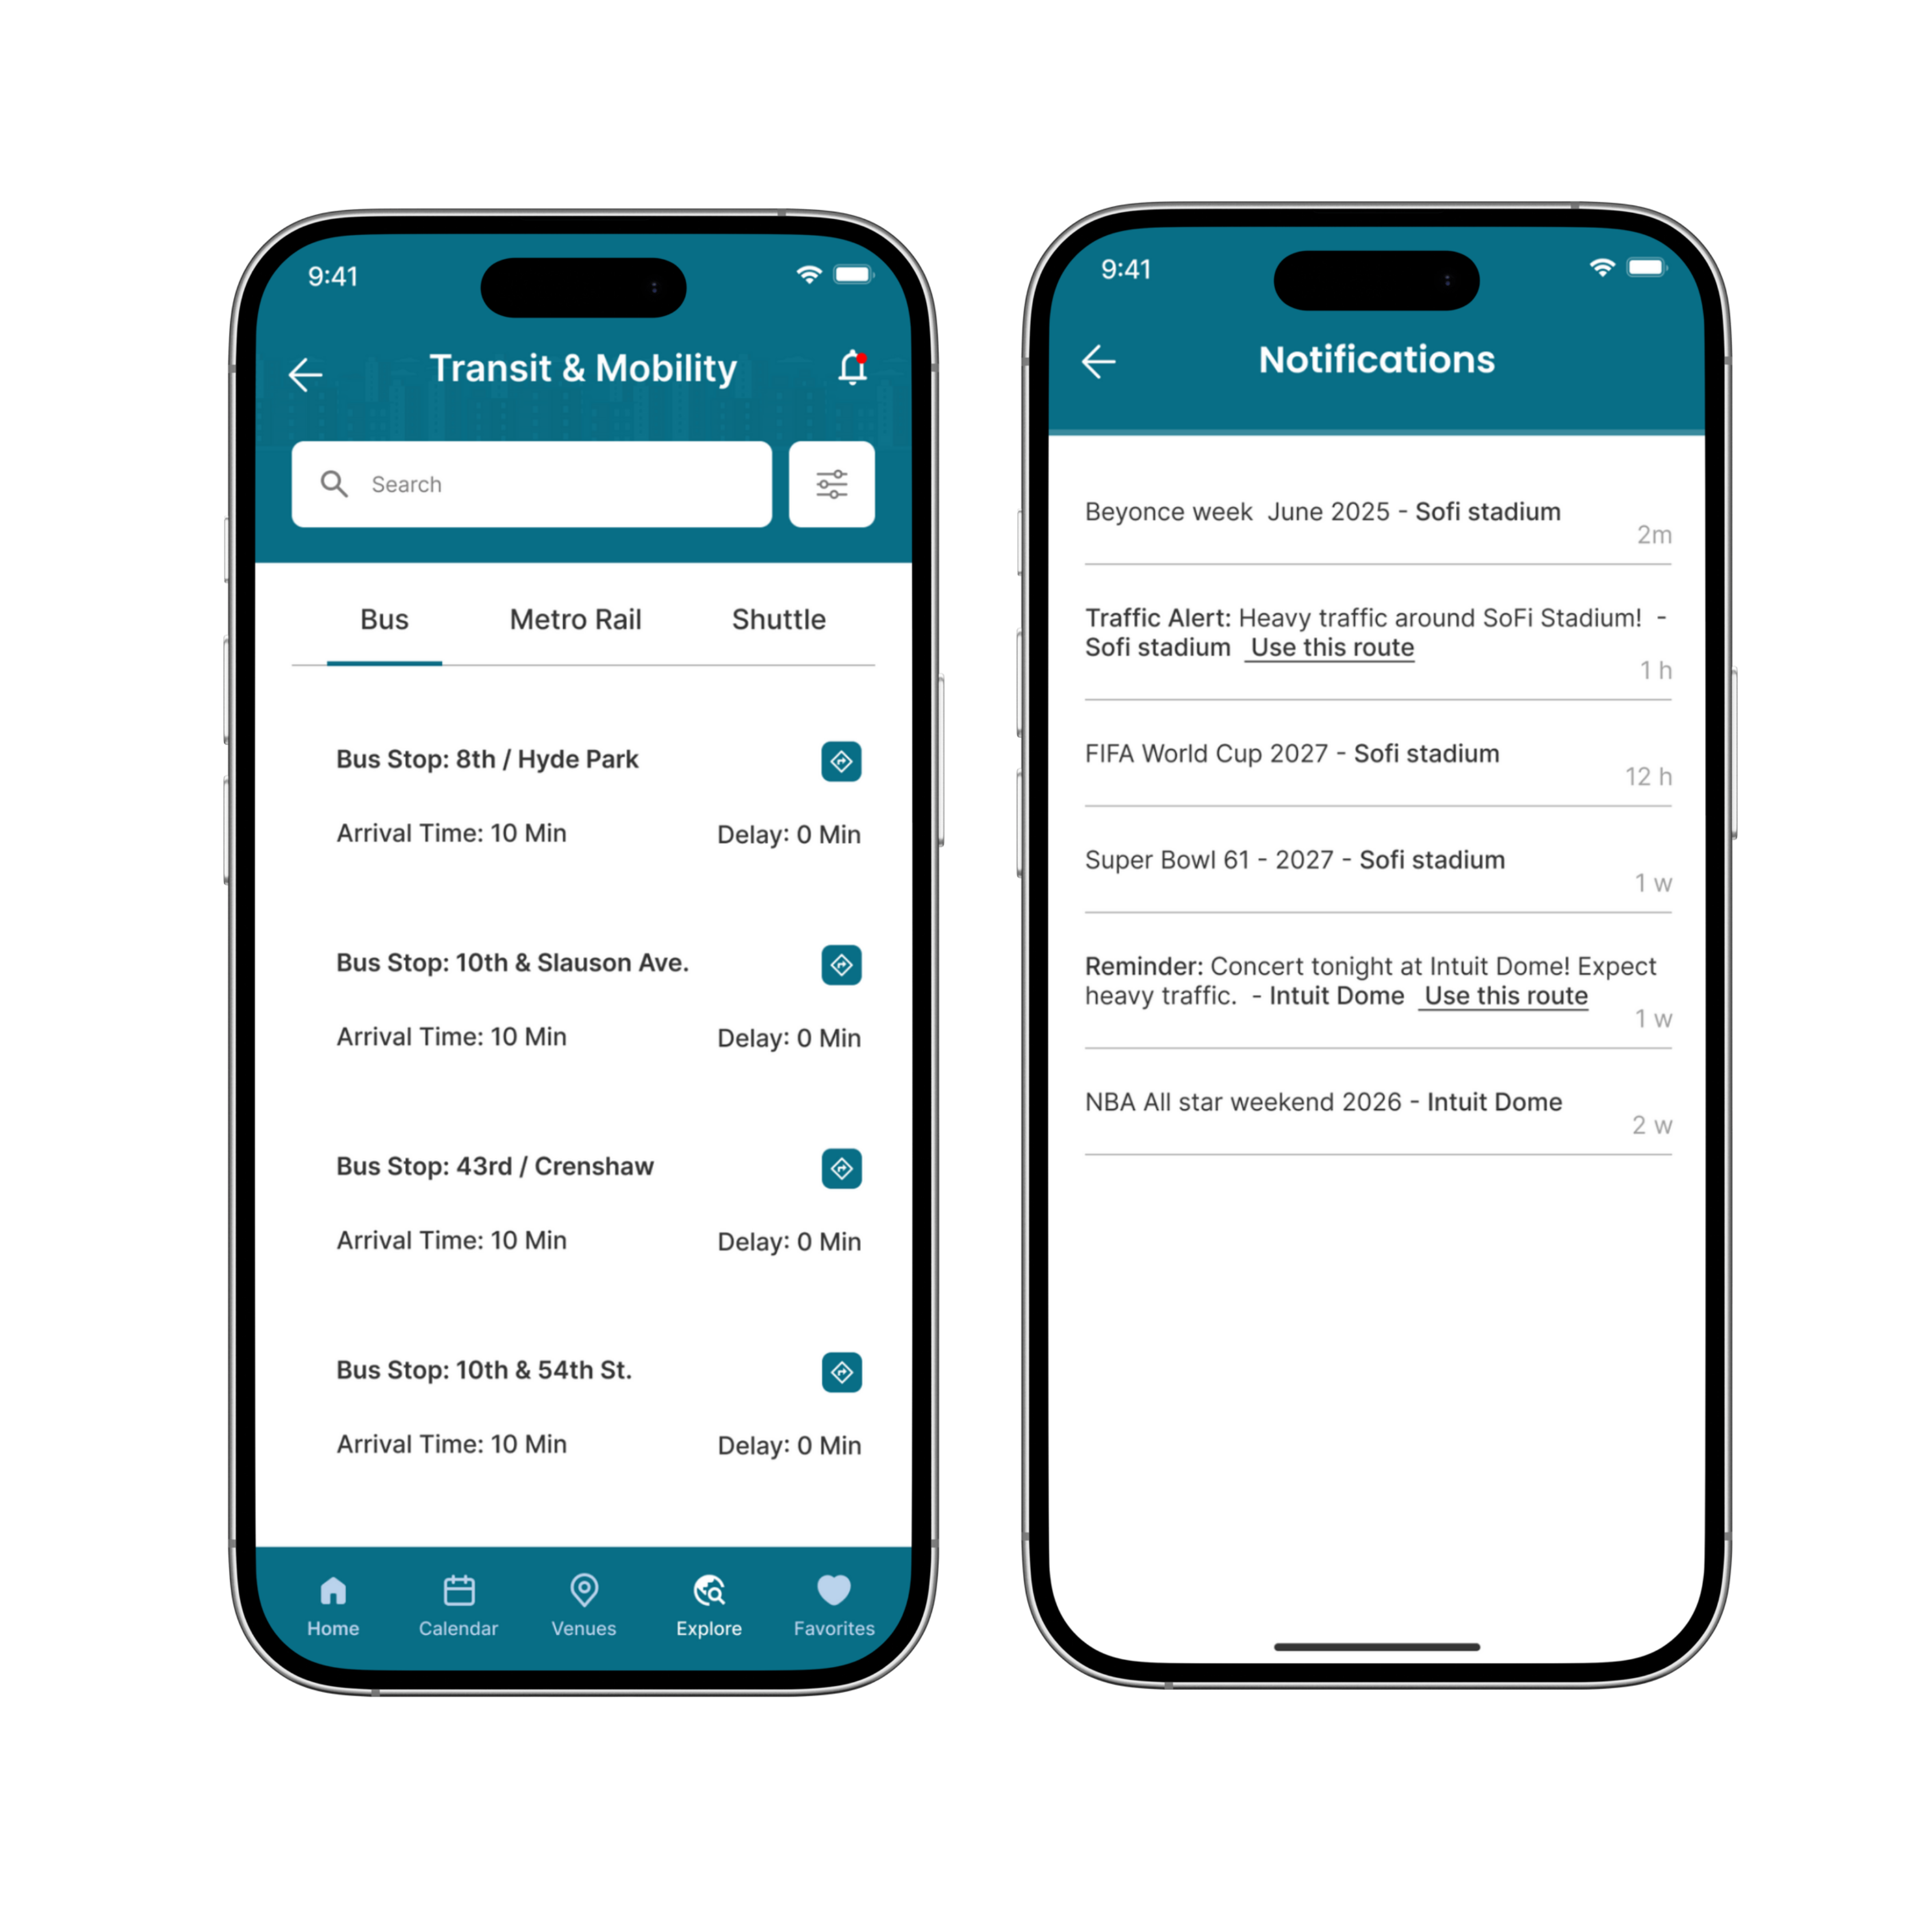 9:41
Transit & Mobility
Search
Bus Metro Rail Shuttle
Bus Stop: 8th / Hyde Park
Arrival Time: 10 Min Delay: 0 Min
Bus Stop: 10th & Slauson Ave.
Arrival Time: 10 Min Delay: 0 Min
Bus Stop: 43rd / Crenshaw
Arrival Time: 10 Min Delay: 0 Min
Bus Stop: 10th & 54th St.
Arrival Time: 10 Min Delay: 0 Min
Home Calendar Venues Explore Favorites
9:41
Notifications
Beyonce week June 2025 - Sofi stadium
2m
Traffic Alert: Heavy traffic around SoFi Stadium! -
Sofi stadium Use this route
1 h
FIFA World Cup 2027 - Sofi stadium
12 h
Super Bowl 61 - 2027 - Sofi stadium
1 w
Reminder: Concert tonight at Intuit Dome! Expect
heavy traffic. - Intuit Dome Use this route
1 w
NBA All star weekend 2026 - Intuit Dome
2 w